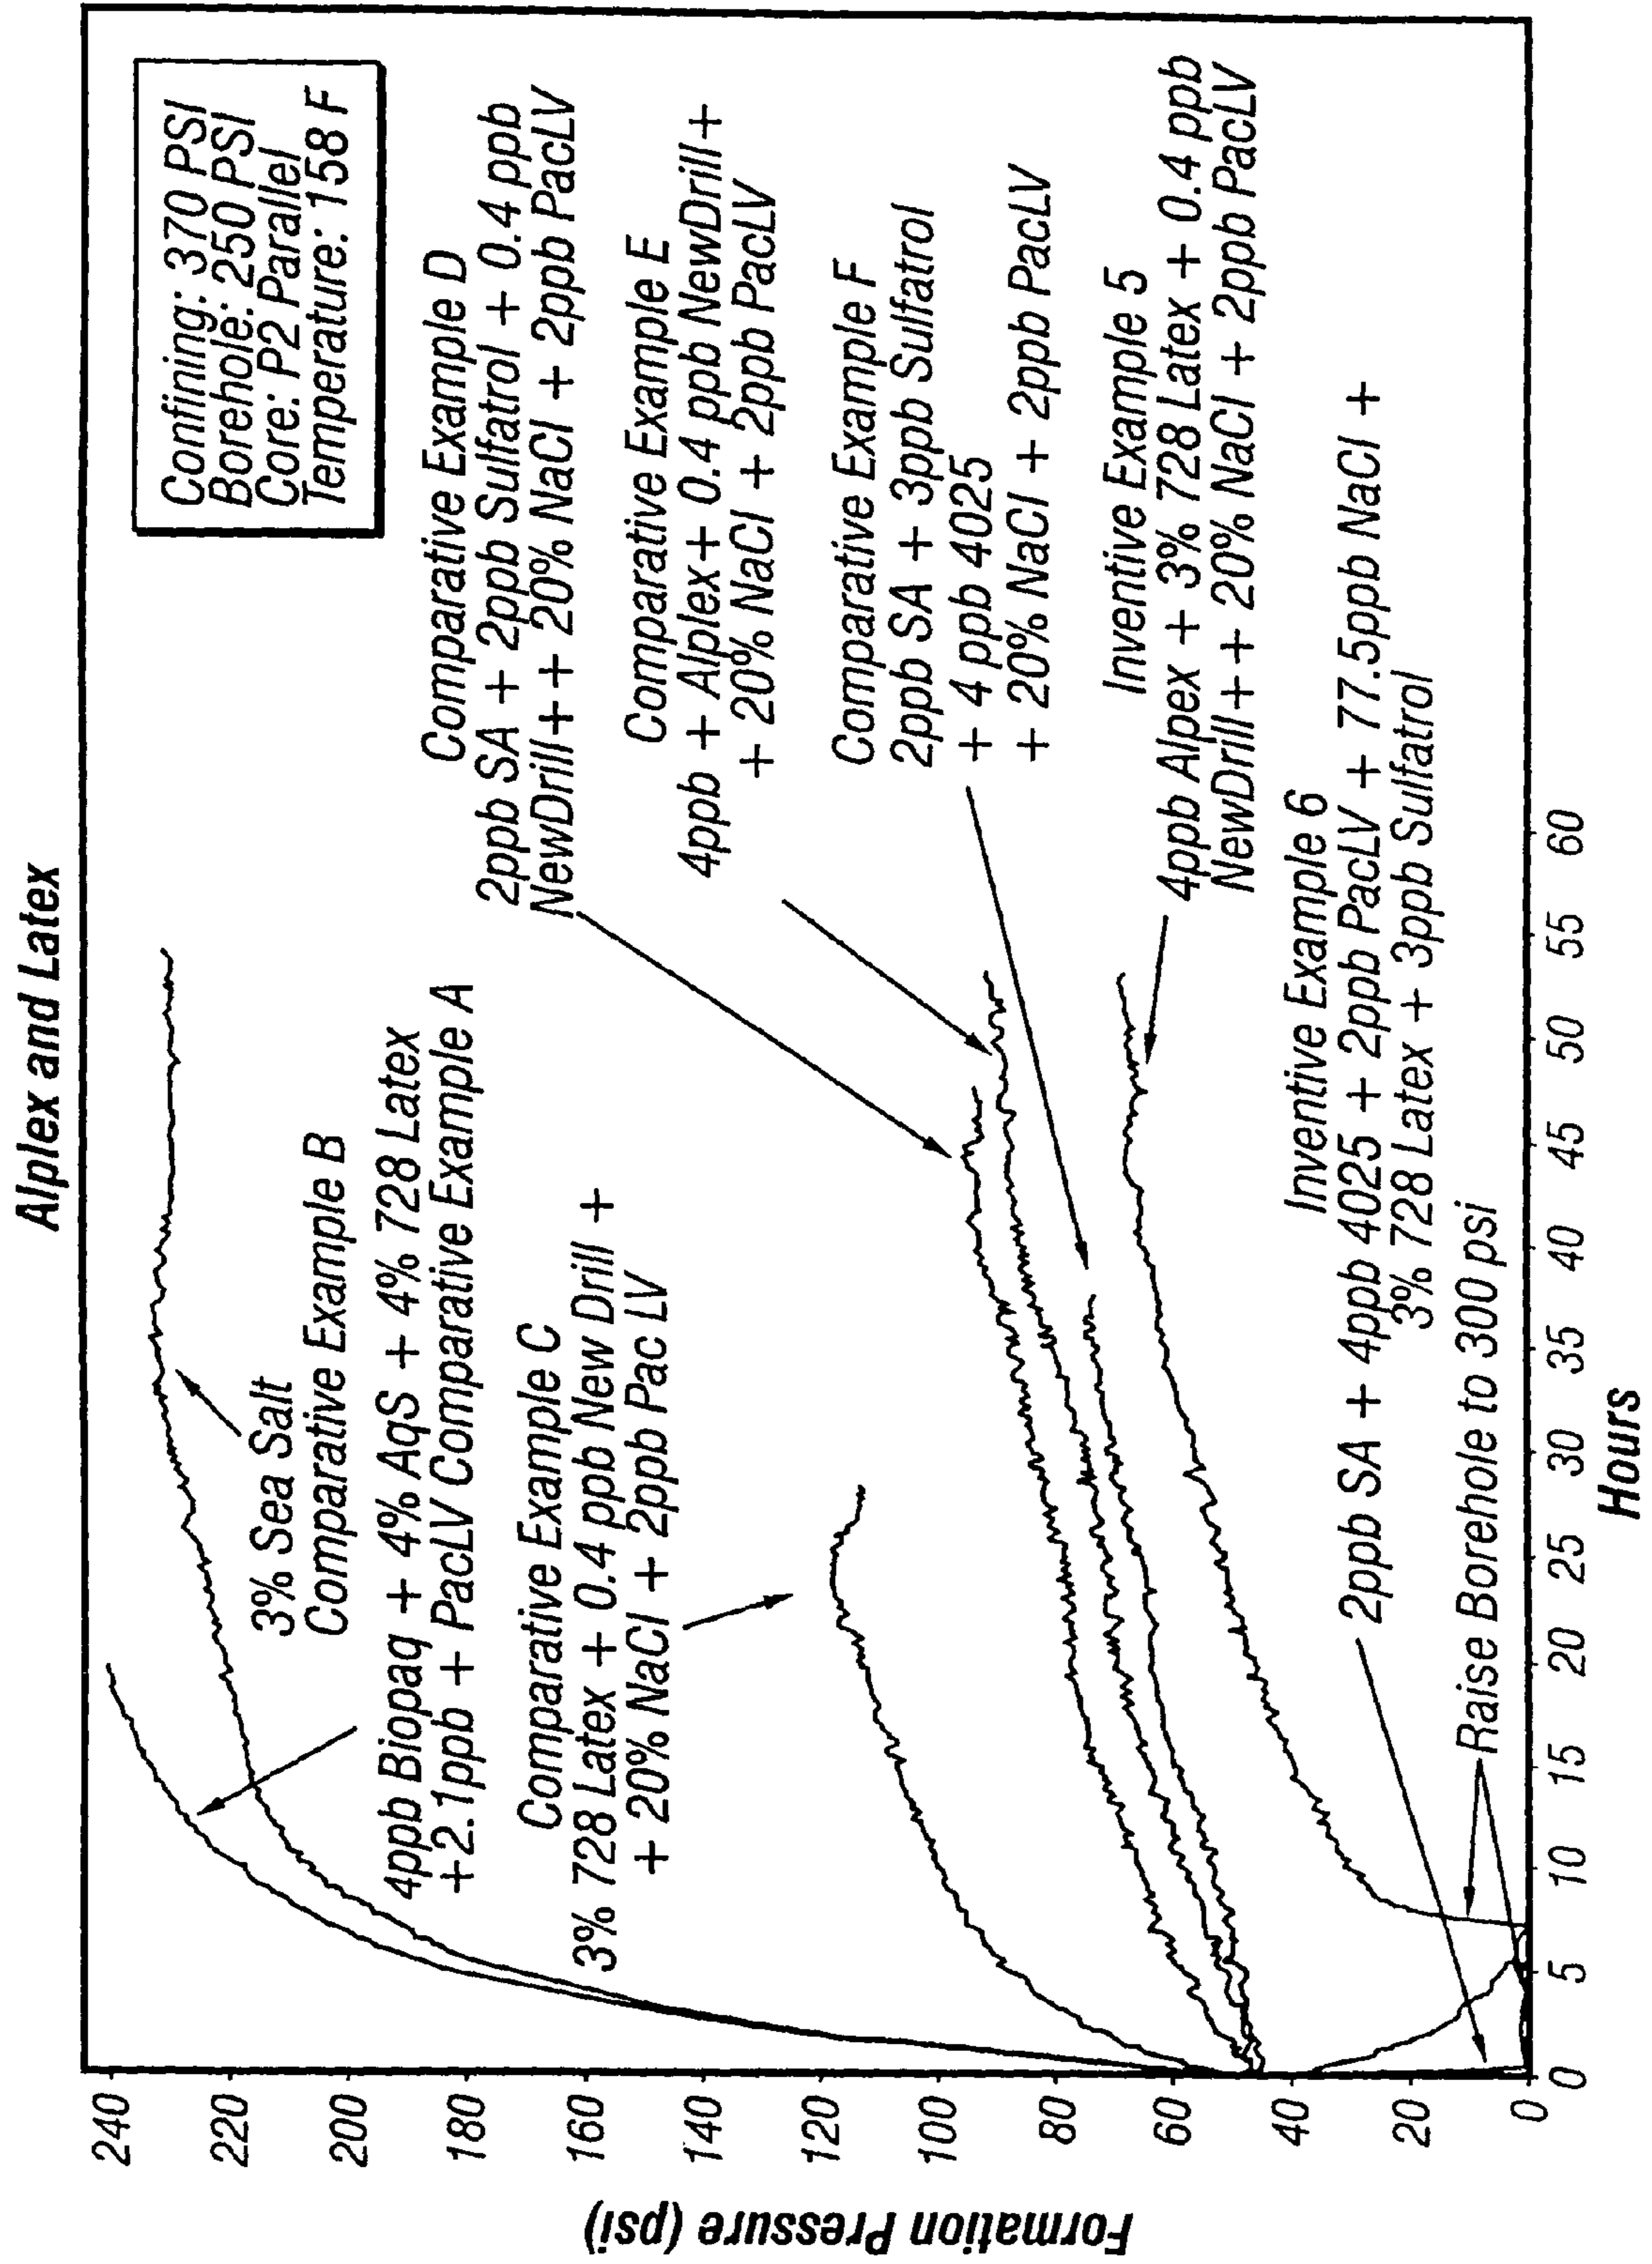 Alplex and Latex
Confining: 370 PSI
Borehole: 250 PSI
Core: P2 Parallel
Temperature: 158 F
3% Sea Salt
Comparative Example B
4ppb Biopaq + 4% AqS + 4% 728 Latex
+2.1ppb + PacLV Comparative Example A
Comparative Example C
3% 728 Latex + 0.4 ppb New Drill +
+ 20% NaCl + 2ppb Pac LV
Comparative Example D
2ppb SA + 2ppb Sulfatrol + 0.4 ppb
NewDrill++ + 20% NaCl + 2ppb PacLV
Comparative Example E
4ppb + Alplex+ 0.4 ppb NewDrill+
+ 20% NaCl + 2ppb PacLV
Comparative Example F
2ppb SA + 3ppb Sulfatrol
+ 4 ppb 4025
+ 20% NaCl + 2ppb PacLV
Inventive Example 5
4ppb Alpex + 3% 728 Latex + 0.4 ppb
NewDrill++ + 20% NaCl + 2ppb PacLV
Inventive Example 6
2ppb SA + 4ppb 4025 + 2ppb PacLV + 77.5ppb NaCl +
3% 728 Latex + 3ppb Sulfatrol
Raise Borehole to 300 psi
Formation Pressure (psi)
240
220
200
180
160
140
120
100
80
60
40
20
0
0 5 10 15 20 25 30 35 40 45 50 55 60
Hours